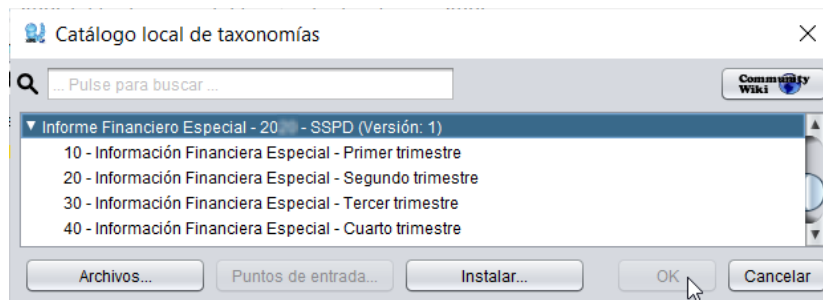 Catálogo local de taxonomías
... Pulse para buscar ...
Community
Wiki
Informe Financiero Especial - 20 - SSPD (Versión: 1)
10 - Información Financiera Especial - Primer trimestre
20 - Información Financiera Especial - Segundo trimestre
30 - Información Financiera Especial - Tercer trimestre
40 - Información Financiera Especial - Cuarto trimestre
Archivos... Puntos de entrada... Instalar... OK Cancelar